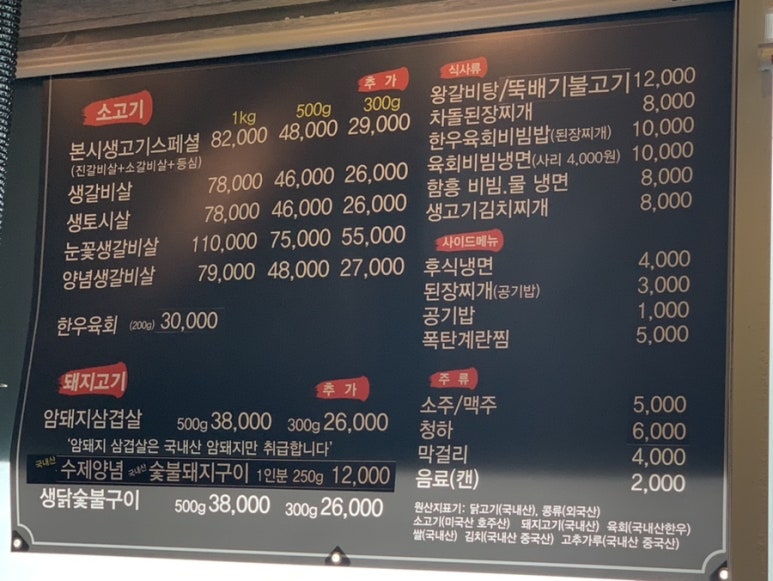 소고기
추 가
1kg 500g 300g
본시생고기스페셜 82,000 48,000 29,000
(진갈비살+소갈비살+등심)
생갈비살 78,000 46,000 26,000
생토시살 78,000 46,000 26,000
눈꽃생갈비살 110,000 75,000 55,000
양념생갈비살 79,000 48,000 27,000
한우육회 (200g) 30,000
돼지고기
추 가
암돼지삼겹살 500g 38,000 300g 26,000
'암돼지 삼겹살은 국내산 암돼지만 취급합니다'
국내산 수제양념 국내산 숯불돼지구이 1인분 250g 12,000
생닭숯불구이 500g 38,000 300g 26,000
식사류
왕갈비탕/뚝배기불고기 12,000
차돌된장찌개 8,000
한우육회비빔밥(된장찌개) 10,000
육회비빔냉면(사리 4,000원) 10,000
함흥 비빔.물 냉면 8,000
생고기김치찌개 8,000
사이드메뉴
후식냉면 4,000
된장찌개(공기밥) 3,000
공기밥 1,000
폭탄계란찜 5,000
주 류
소주/맥주 5,000
청하 6,000
막걸리 4,000
음료(캔) 2,000
원산지표기: 닭고기(국내산), 콩류(외국산)
소고기(미국산 호주산) 돼지고기(국내산) 육회(국내산한우)
쌀(국내산) 김치(국내산 중국산) 고추가루(국내산 중국산)